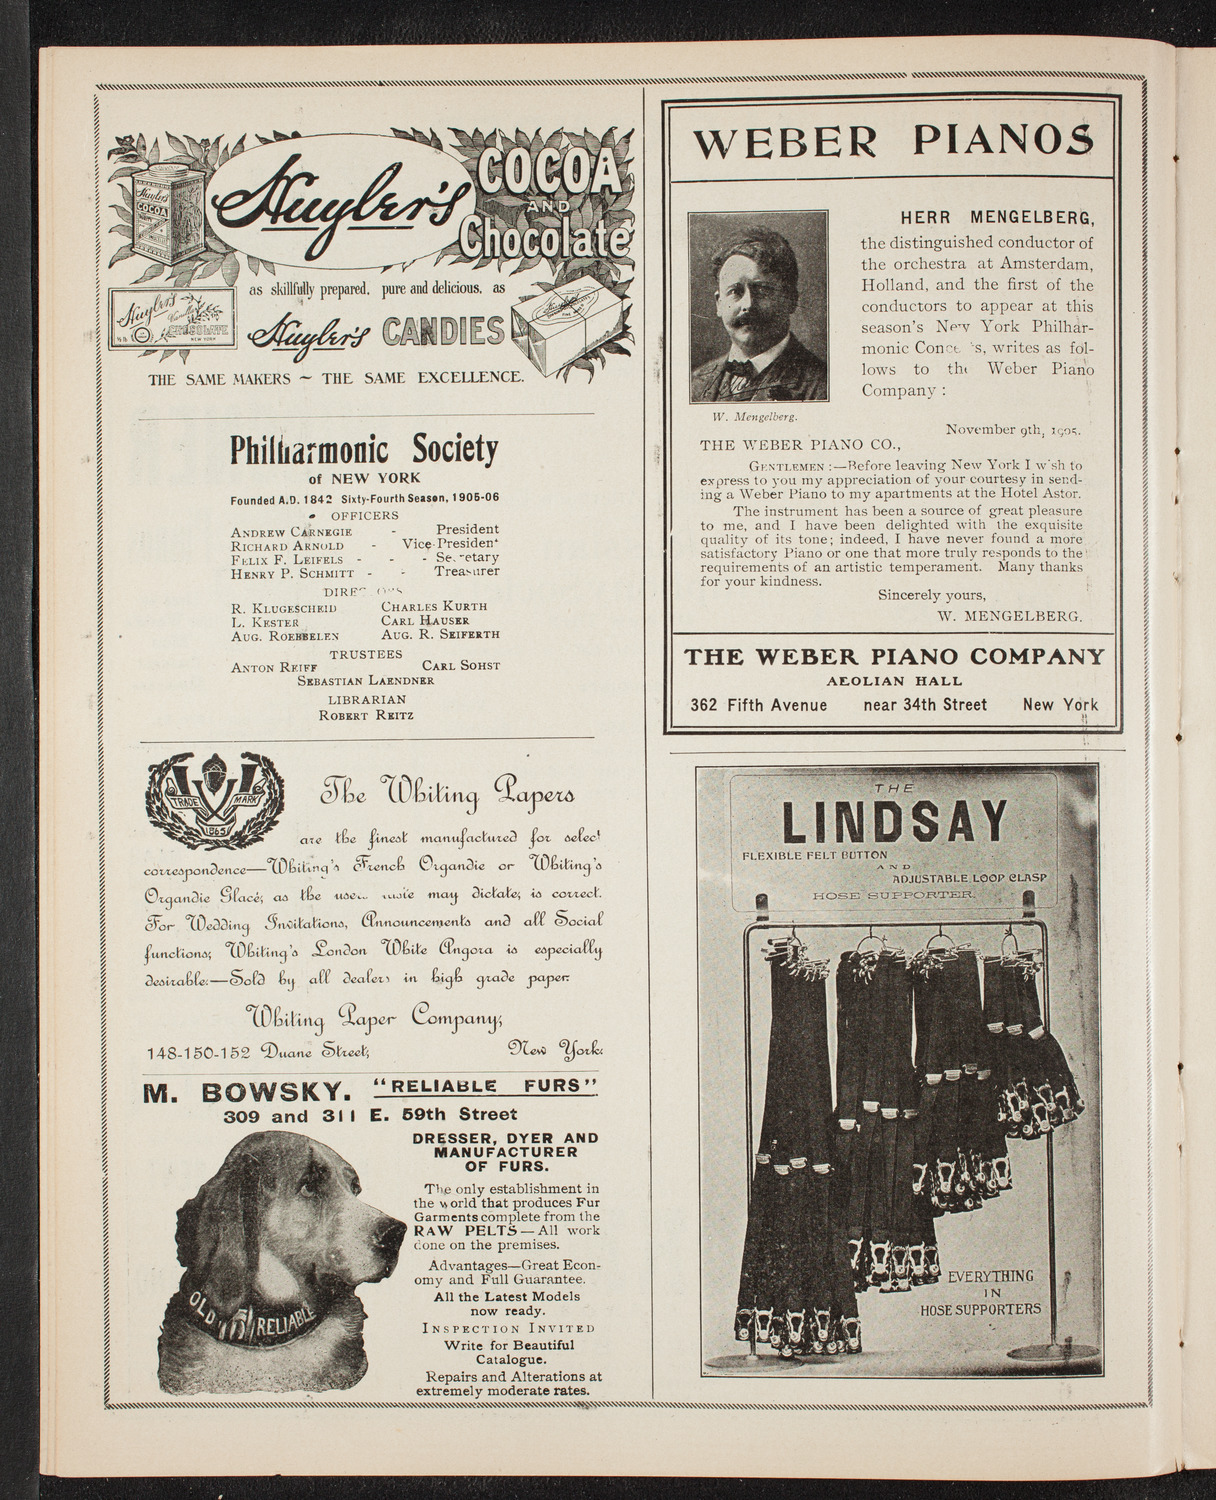 Huyler's
COCOA
AND
Chocolate
Huyler's
COCOA
as skillfully prepared, pure and delicious, as
Huyler's
Vanilla
CHOCOLATE
NEW YORK
Huyler's CANDIES
THE SAME MAKERS ~ THE SAME EXCELLENCE.
Philharmonic Society
of NEW YORK
Founded A.D. 1842 Sixty-Fourth Season, 1905-06
OFFICERS
ANDREW CARNEGIE - President
RICHARD ARNOLD - Vice-President
FELIX F. LEIFELS - - - Secretary
HENRY P. SCHMITT - - Treasurer
DIRECTORS
R. KLUGESCHEID CHARLES KURTH
L. KESTER CARL HAUSER
AUG. ROEBBELEN AUG. R. SEIFERTH
TRUSTEES
ANTON REIFF CARL SOHST
SEBASTIAN LAENDNER
LIBRARIAN
ROBERT REITZ
TRADE MARK
1865
The Whiting Papers
are the finest manufactured for select
correspondence—Whiting's French Organdie or Whiting's
Organdie Glacé; as the users taste may dictate; is correct.
For Wedding Invitations, Announcements and all Social
functions; Whiting's London White Angora is especially
desirable.—Sold by all dealers in high grade paper.
Whiting Paper Company;
148-150-152 Duane Street, New York.
M. BOWSKY. "RELIABLE FURS"
309 and 311 E. 59th Street
OLD RELIABLE
DRESSER, DYER AND
MANUFACTURER
OF FURS.
The only establishment in
the world that produces Fur
Garments complete from the
RAW PELTS—All work
done on the premises.
Advantages—Great Econ-
omy and Full Guarantee.
All the Latest Models
now ready.
INSPECTION INVITED
Write for Beautiful
Catalogue.
Repairs and Alterations at
extremely moderate rates.
WEBER PIANOS
HERR MENGELBERG,
the distinguished conductor of
the orchestra at Amsterdam,
Holland, and the first of the
conductors to appear at this
season's New York Philhar-
monic Concerts, writes as fol-
lows to the Weber Piano
Company :
W. Mengelberg.
November 9th, 1905.
THE WEBER PIANO CO.,
GENTLEMEN :—Before leaving New York I wish to
express to you my appreciation of your courtesy in send-
ing a Weber Piano to my apartments at the Hotel Astor.
The instrument has been a source of great pleasure
to me, and I have been delighted with the exquisite
quality of its tone; indeed, I have never found a more
satisfactory Piano or one that more truly responds to the
requirements of an artistic temperament. Many thanks
for your kindness.
Sincerely yours,
W. MENGELBERG.
THE WEBER PIANO COMPANY
AEOLIAN HALL
362 Fifth Avenue near 34th Street New York
THE
LINDSAY
FLEXIBLE FELT BUTTON
AND
ADJUSTABLE LOOP CLASP
HOSE SUPPORTER.
EVERYTHING
IN
HOSE SUPPORTERS